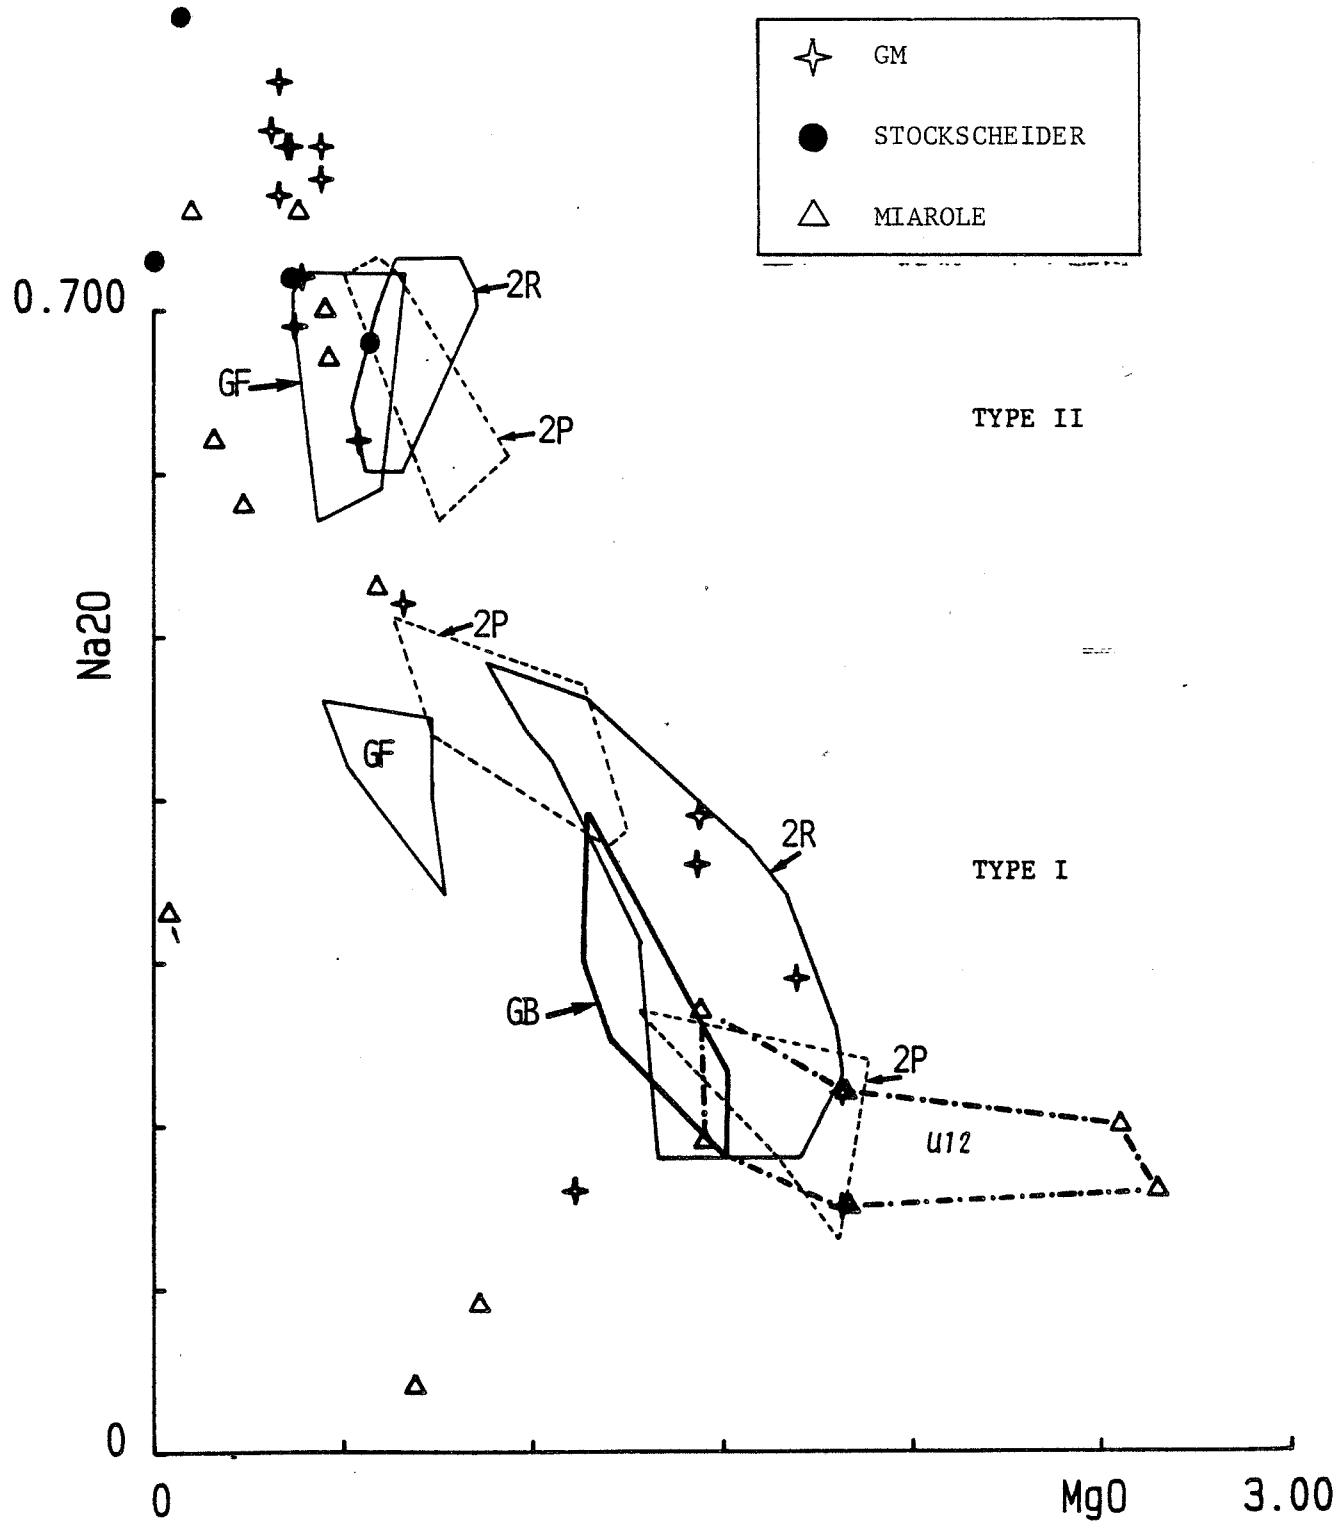 GM
STOCKSCHEIDER
MIAROLE
0.700
2R
GF
2P
TYPE II
Na2O
2P
GF
2R
TYPE I
GB
2P
U12
0
0
MgO
3.00